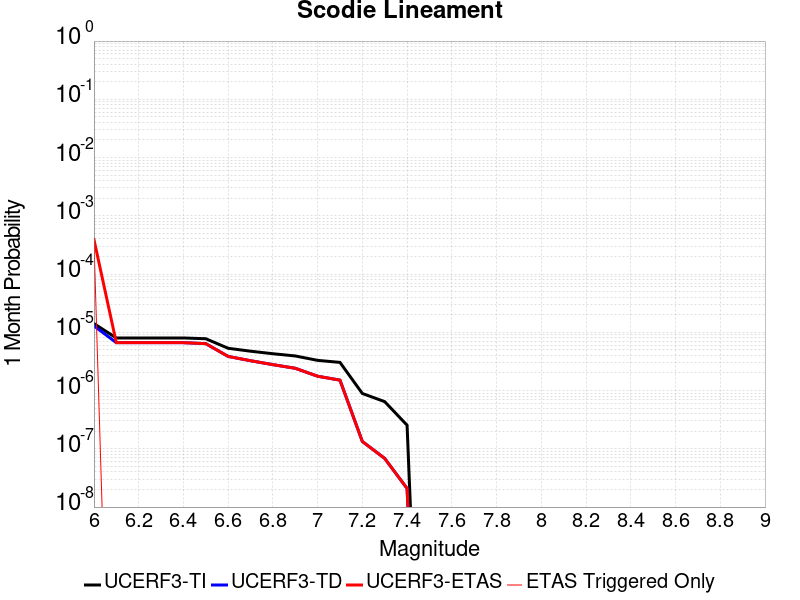 Scodie Lineament
10^0
10^-1
10^-2
10^-3
10^-4
10^-5
10^-6
10^-7
10^-8
1 Month Probability
6 6.2 6.4 6.6 6.8 7 7.2 7.4 7.6 7.8 8 8.2 8.4 8.6 8.8 9
Magnitude
UCERF3-TI UCERF3-TD UCERF3-ETAS ETAS Triggered Only